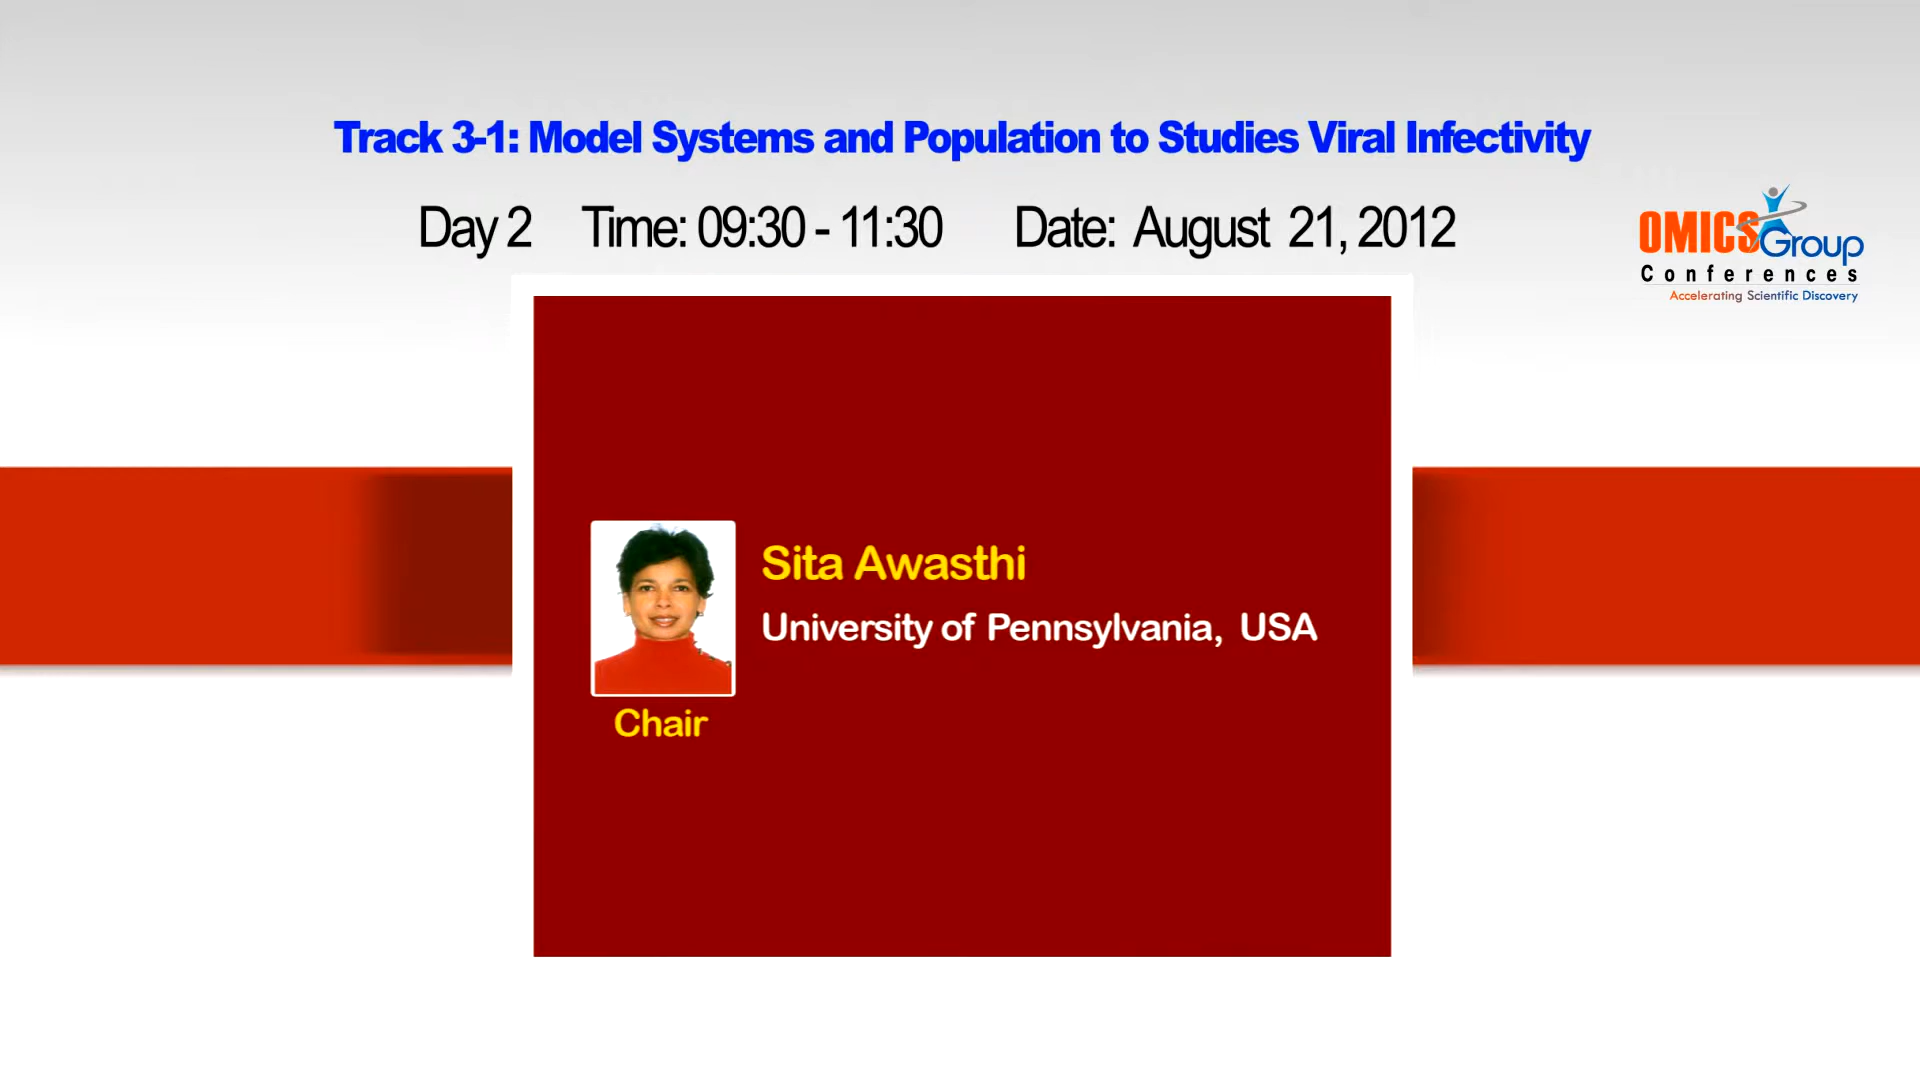 Track 3-1: Model Systems and Population to Studies Viral Infectivity
Day 2 Time: 09:30 - 11:30 Date: August 21, 2012
OMICS Group
Conferences
Accelerating Scientific Discovery
Sita Awasthi
University of Pennsylvania, USA
Chair